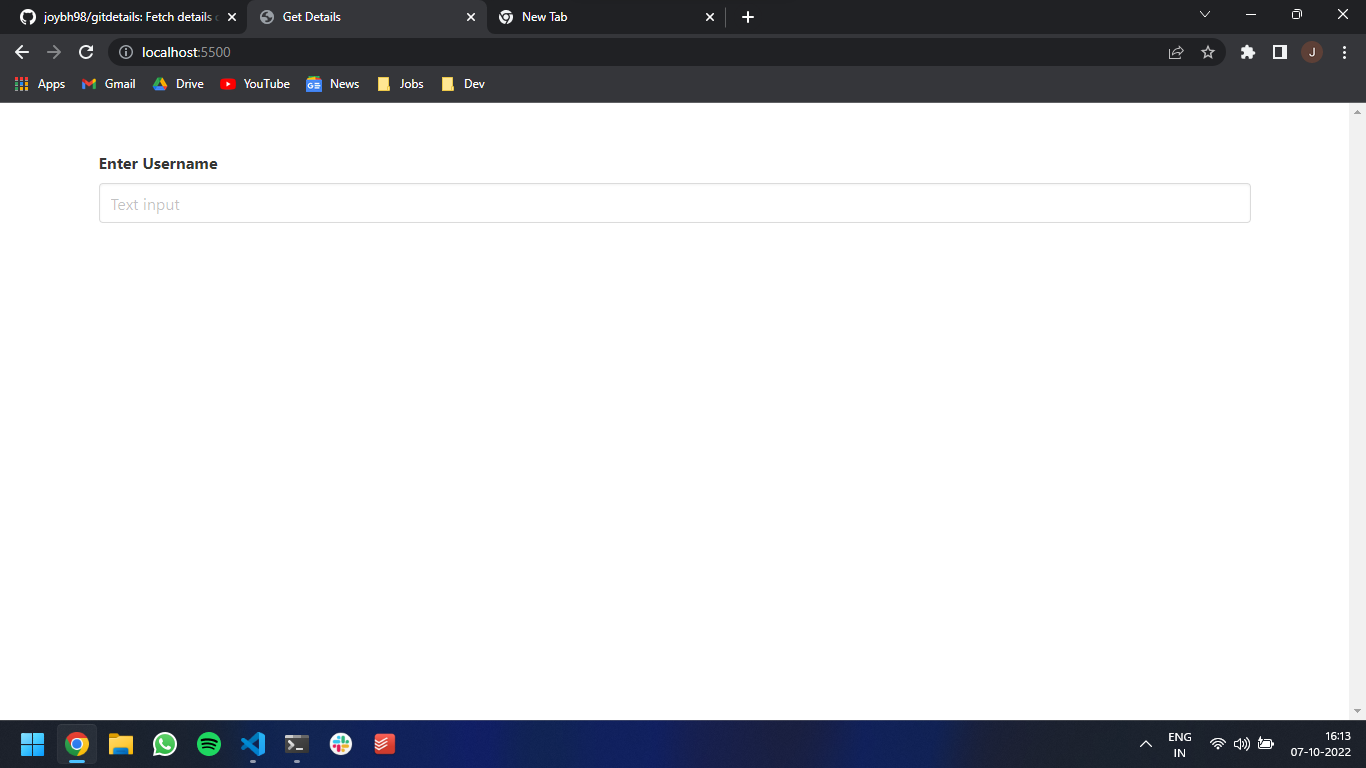 joybh98/gitdetails: Fetch details
Get Details
New Tab
localhost:5500
J
Apps
Gmail
Drive
YouTube
News
Jobs
Dev
Enter Username
Text input
ENG
IN
16:13
07-10-2022